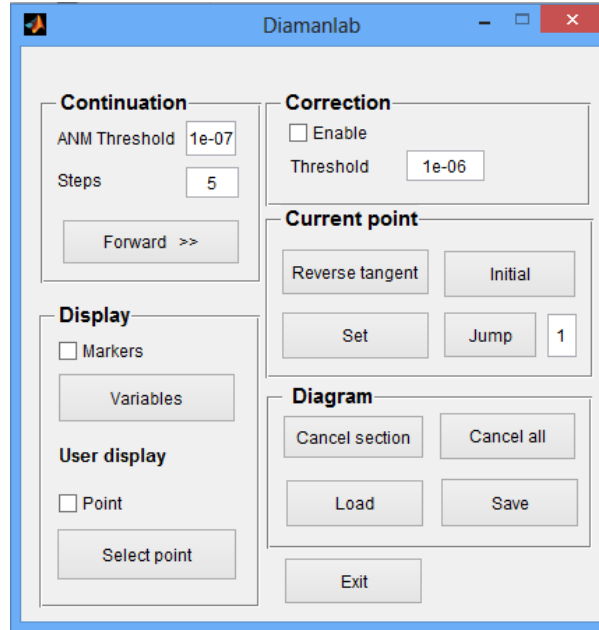 Diamanlab
Continuation
ANM Threshold 1e-07
Steps 5
Forward >>
Correction
Enable
Threshold 1e-06
Current point
Reverse tangent Initial
Set Jump 1
Display
Markers
Variables
User display
Point
Select point
Diagram
Cancel section Cancel all
Load Save
Exit